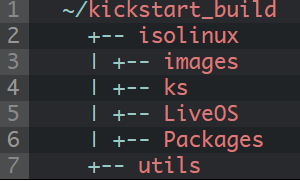 1 ~/kickstart_build
2 +-- isolinux
3 | +-- images
4 | +-- ks
5 | +-- LiveOS
6 | +-- Packages
7 +-- utils